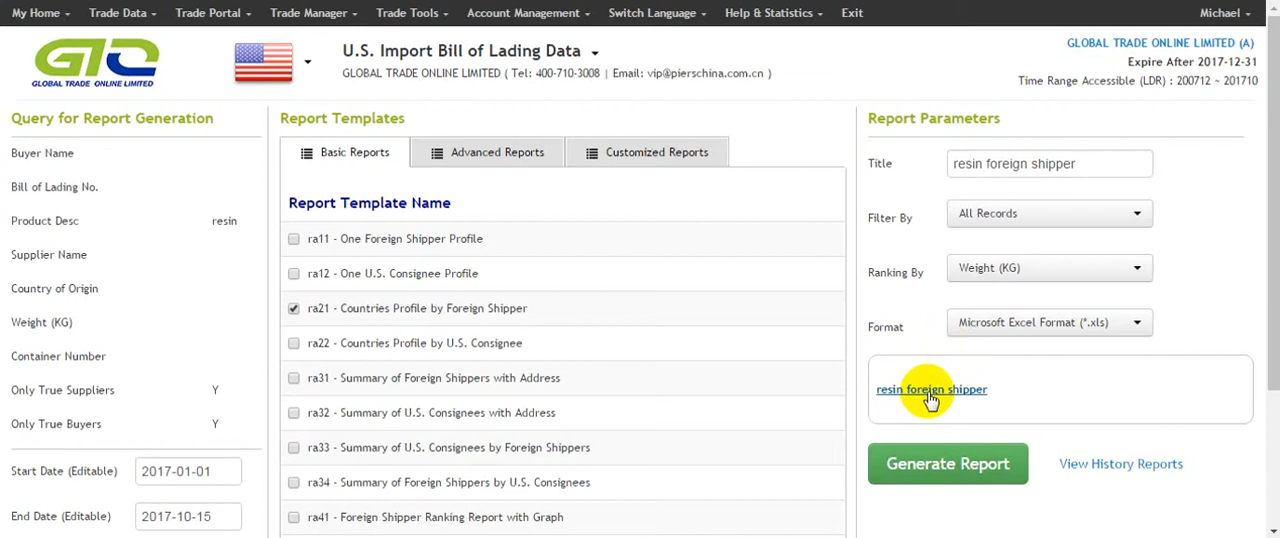 My Home Trade Data Trade Portal Trade Manager Trade Tools Account Management Switch Language Help & Statistics Exit Michael
GLOBAL TRADE ONLINE LIMITED
U.S. Import Bill of Lading Data
GLOBAL TRADE ONLINE LIMITED ( Tel: 400-710-3008 | Email: vip@pierschina.com.cn )
GLOBAL TRADE ONLINE LIMITED (A)
Expire After 2017-12-31
Time Range Accessible (LDR) : 200712 ~ 201710
Query for Report Generation
Buyer Name
Bill of Lading No.
Product Desc resin
Supplier Name
Country of Origin
Weight (KG)
Container Number
Only True Suppliers Y
Only True Buyers Y
Start Date (Editable) 2017-01-01
End Date (Editable) 2017-10-15
Report Templates
Basic Reports Advanced Reports Customized Reports
Report Template Name
ra11 - One Foreign Shipper Profile
ra12 - One U.S. Consignee Profile
ra21 - Countries Profile by Foreign Shipper
ra22 - Countries Profile by U.S. Consignee
ra31 - Summary of Foreign Shippers with Address
ra32 - Summary of U.S. Consignees with Address
ra33 - Summary of U.S. Consignees by Foreign Shippers
ra34 - Summary of Foreign Shippers by U.S. Consignees
ra41 - Foreign Shipper Ranking Report with Graph
Report Parameters
Title resin foreign shipper
Filter By All Records
Ranking By Weight (KG)
Format Microsoft Excel Format (*.xls)
resin foreign shipper
Generate Report View History Reports